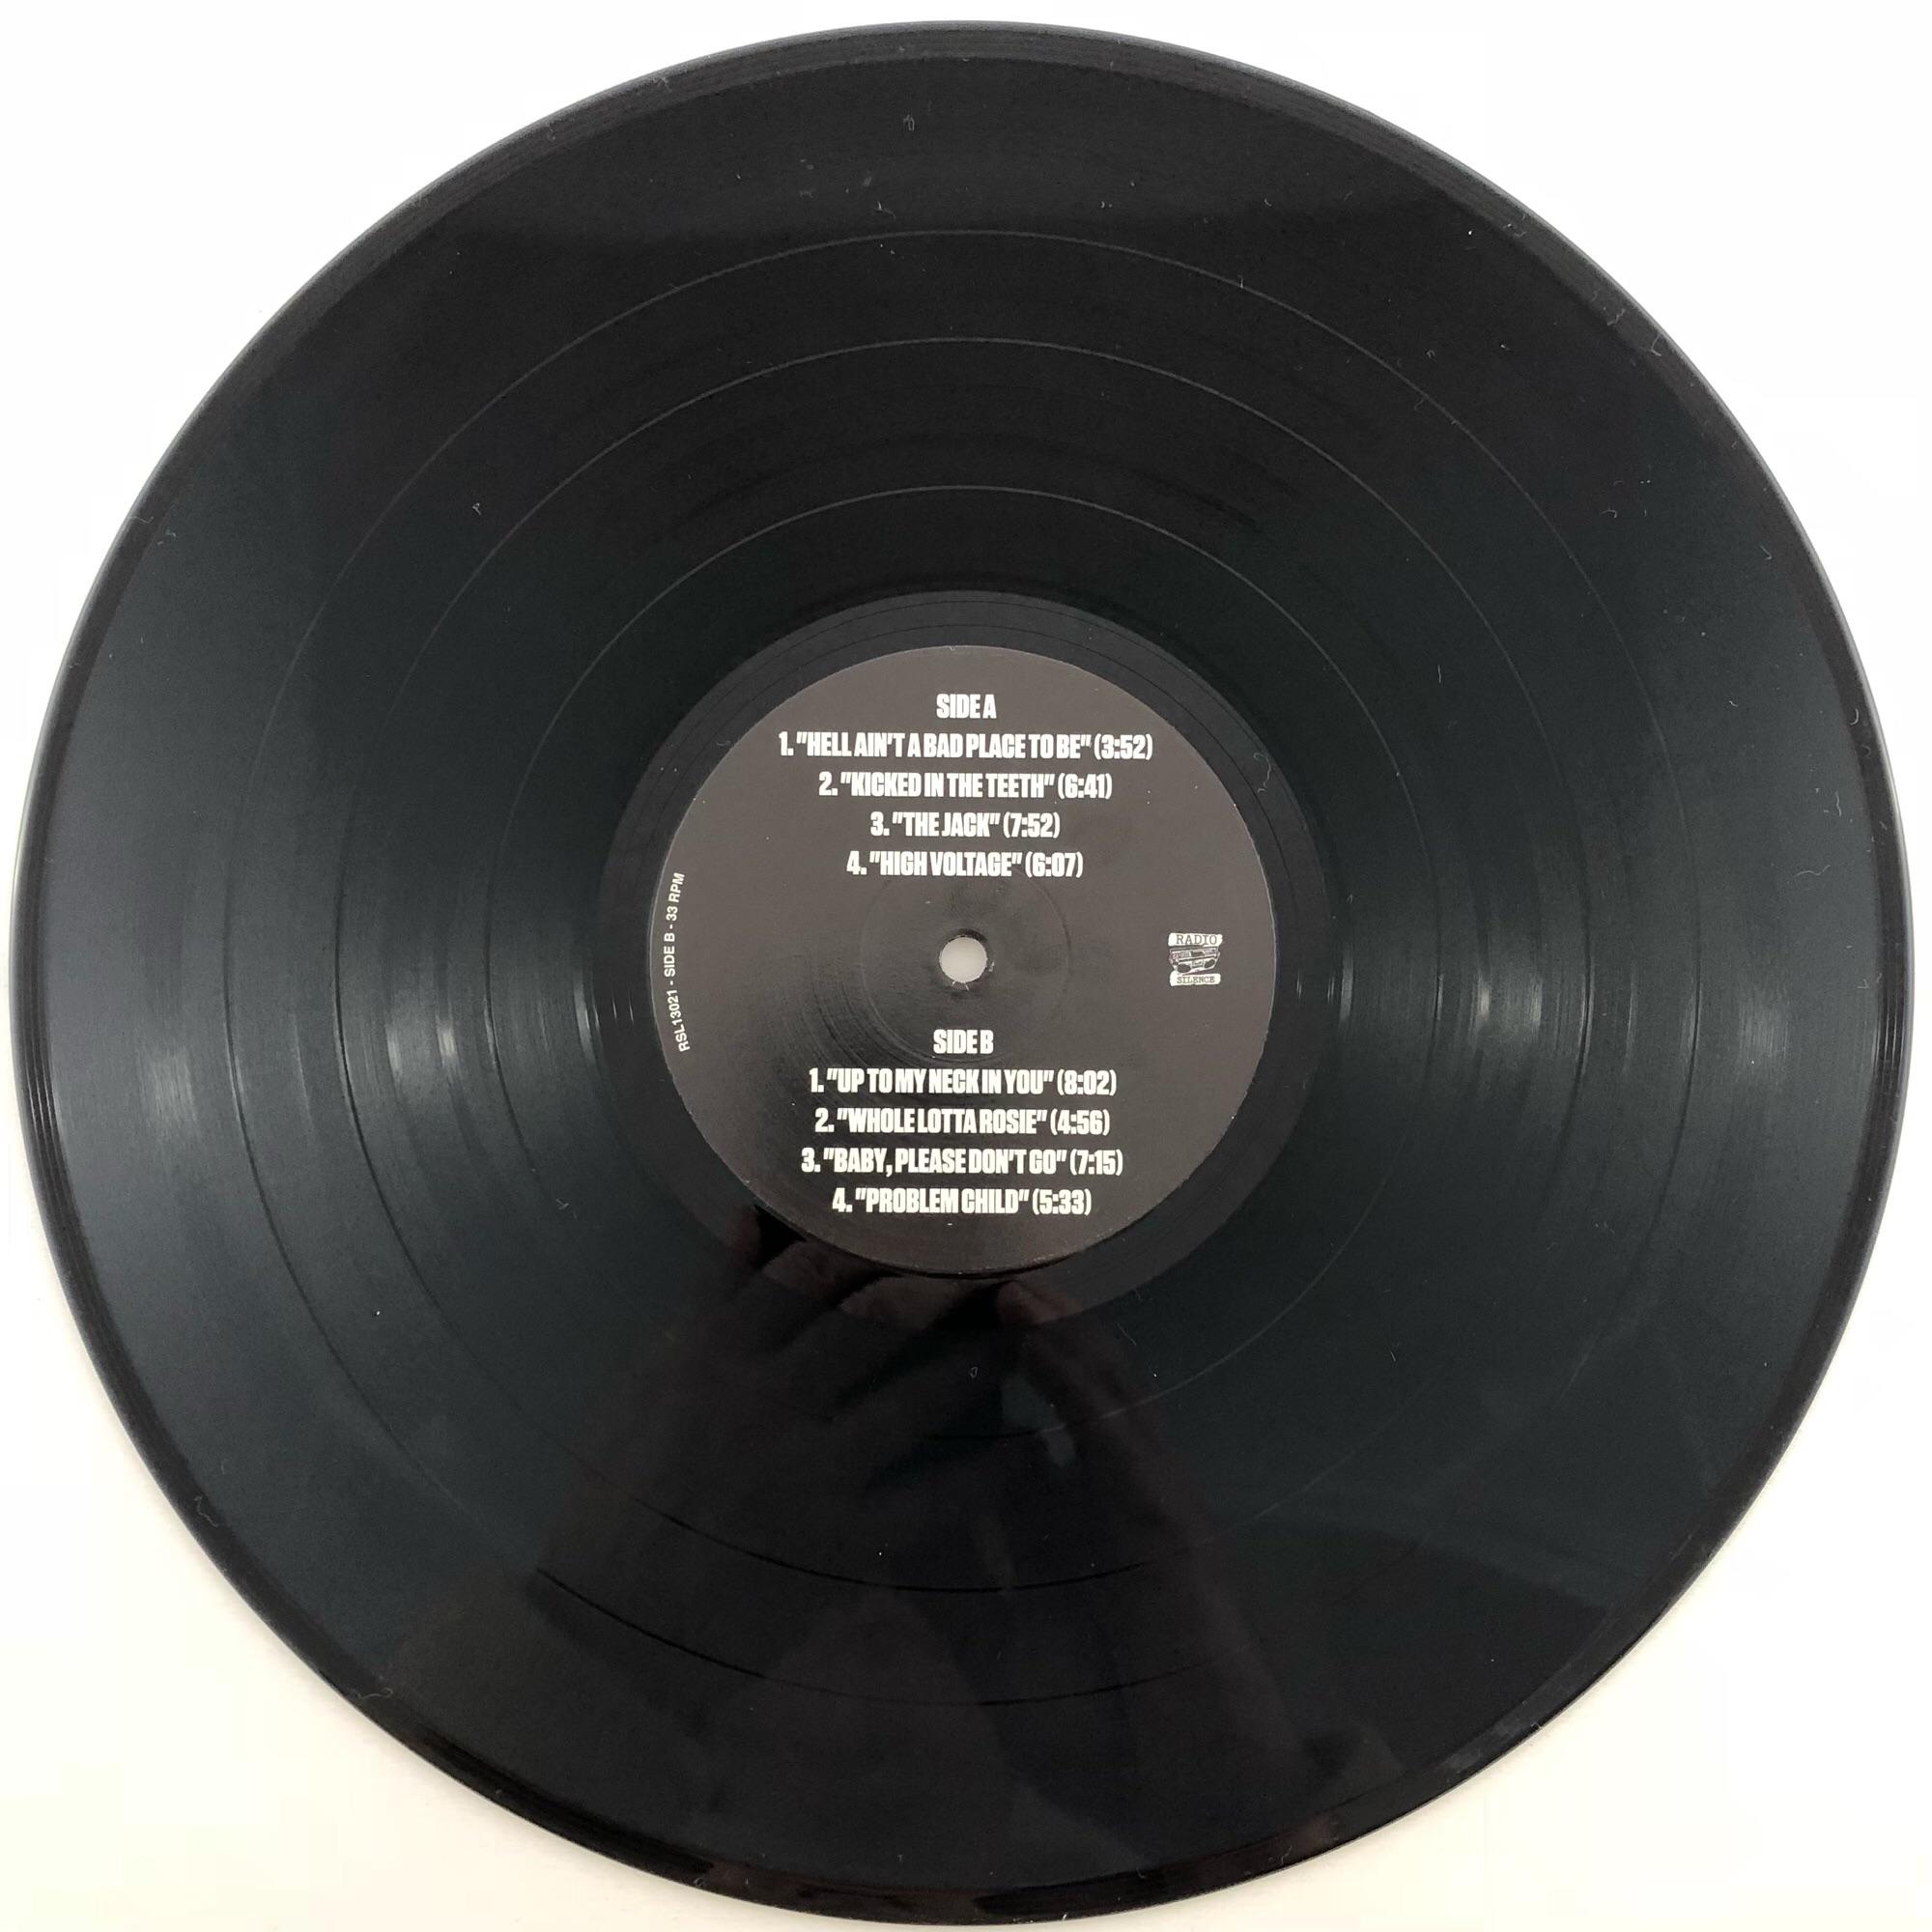 SIDE A
1. "HELL AIN'T A BAD PLACE TO BE" (3:52)
2. "KICKED IN THE TEETH" (6:41)
3. "THE JACK" (7:52)
4. "HIGH VOLTAGE" (6:07)
RSL13021 - SIDE B - 33 RPM
RADIO
SILENCE
SIDE B
1. "UP TO MY NECK IN YOU" (8:02)
2. "WHOLE LOTTA ROSIE" (4:56)
3. "BABY, PLEASE DON'T GO" (7:15)
4. "PROBLEM CHILD" (5:33)